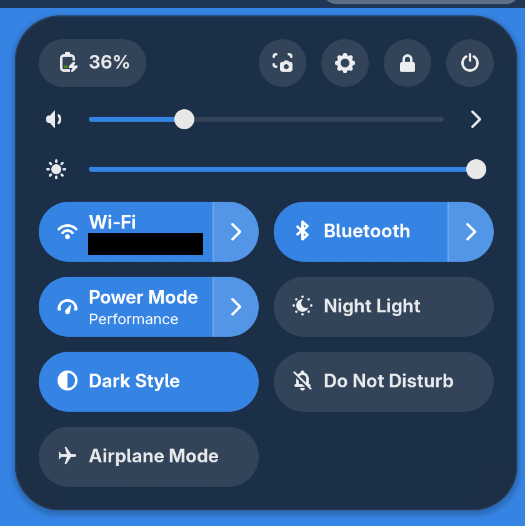 36%
Wi-Fi
Bluetooth
Power Mode
Performance
Night Light
Dark Style
Do Not Disturb
Airplane Mode